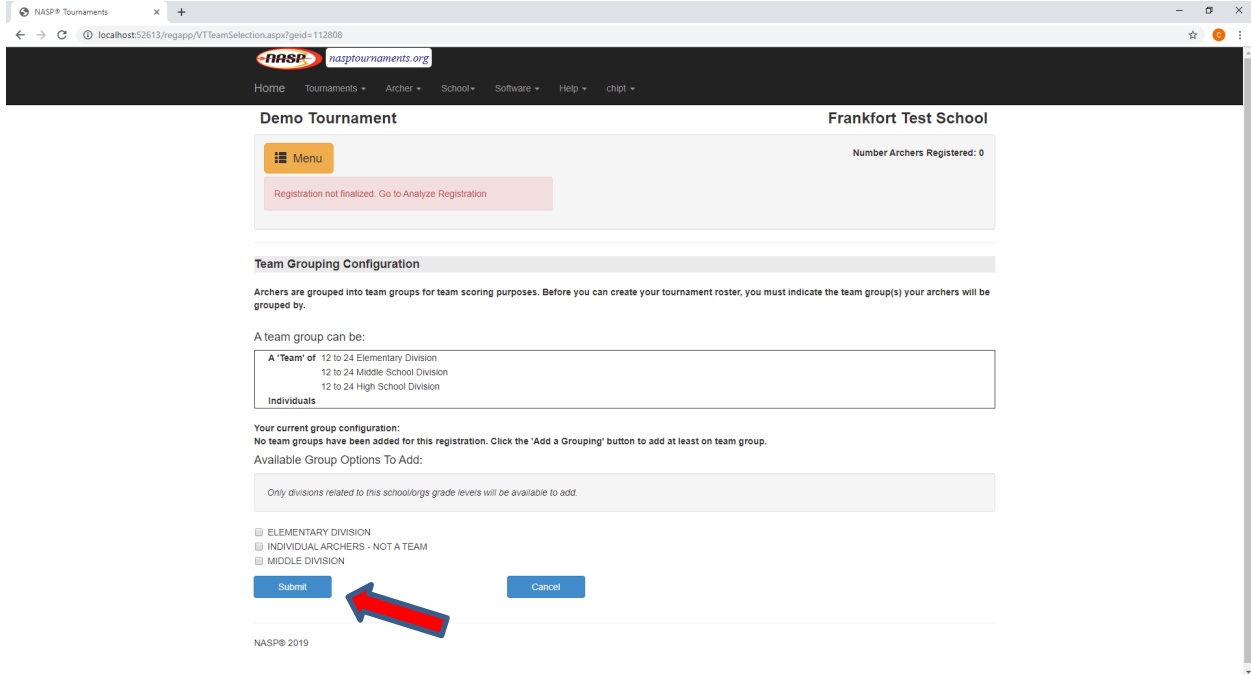 NASP® Tournaments
localhost:52613/regapp/VTTeamSelection.aspx?geid=112808
C
NASP nasptournaments.org
Home Tournaments Archer School Software Help chipt
Demo Tournament Frankfort Test School
Menu Number Archers Registered: 0
Registration not finalized. Go to Analyze Registration
Team Grouping Configuration
Archers are grouped into team groups for team scoring purposes. Before you can create your tournament roster, you must indicate the team group(s) your archers will be
grouped by.
A team group can be:
A 'Team' of 12 to 24 Elementary Division
12 to 24 Middle School Division
12 to 24 High School Division
Individuals
Your current group configuration:
No team groups have been added for this registration. Click the 'Add a Grouping' button to add at least on team group.
Available Group Options To Add:
Only divisions related to this school/orgs grade levels will be available to add.
ELEMENTARY DIVISION
INDIVIDUAL ARCHERS - NOT A TEAM
MIDDLE DIVISION
Submit Cancel
NASP® 2019